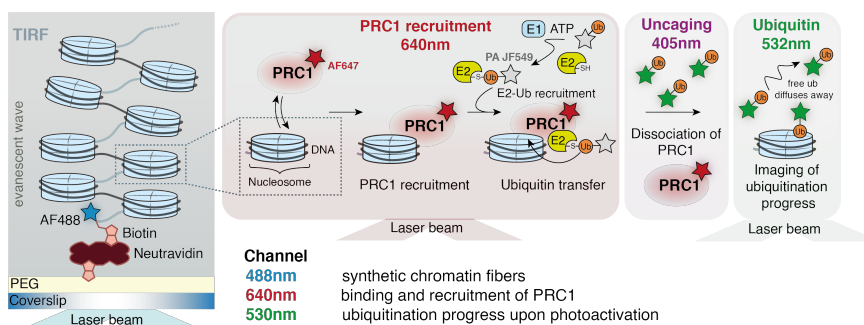 TIRF
evanescent wave
AF488
Biotin
Neutravidin
PEG
Coverslip
Laser beam
PRC1 recruitment
640nm
PRC1
AF647
DNA
Nucleosome
PRC1
PRC1 recruitment
E1
ATP
Ub
PA JF549
E2
SH
E2
S
Ub
E2-Ub recruitment
PRC1
E2
S
Ub
Ubiquitin transfer
Laser beam
Uncaging
405nm
Ub
Ub
Ub
Dissociation of
PRC1
PRC1
Ubiquitin
532nm
Ub
Ub
free ub
diffuses away
Ub
Imaging of
ubiquitination
progress
Laser beam
Channel
488nm synthetic chromatin fibers
640nm binding and recruitment of PRC1
530nm ubiquitination progress upon photoactivation